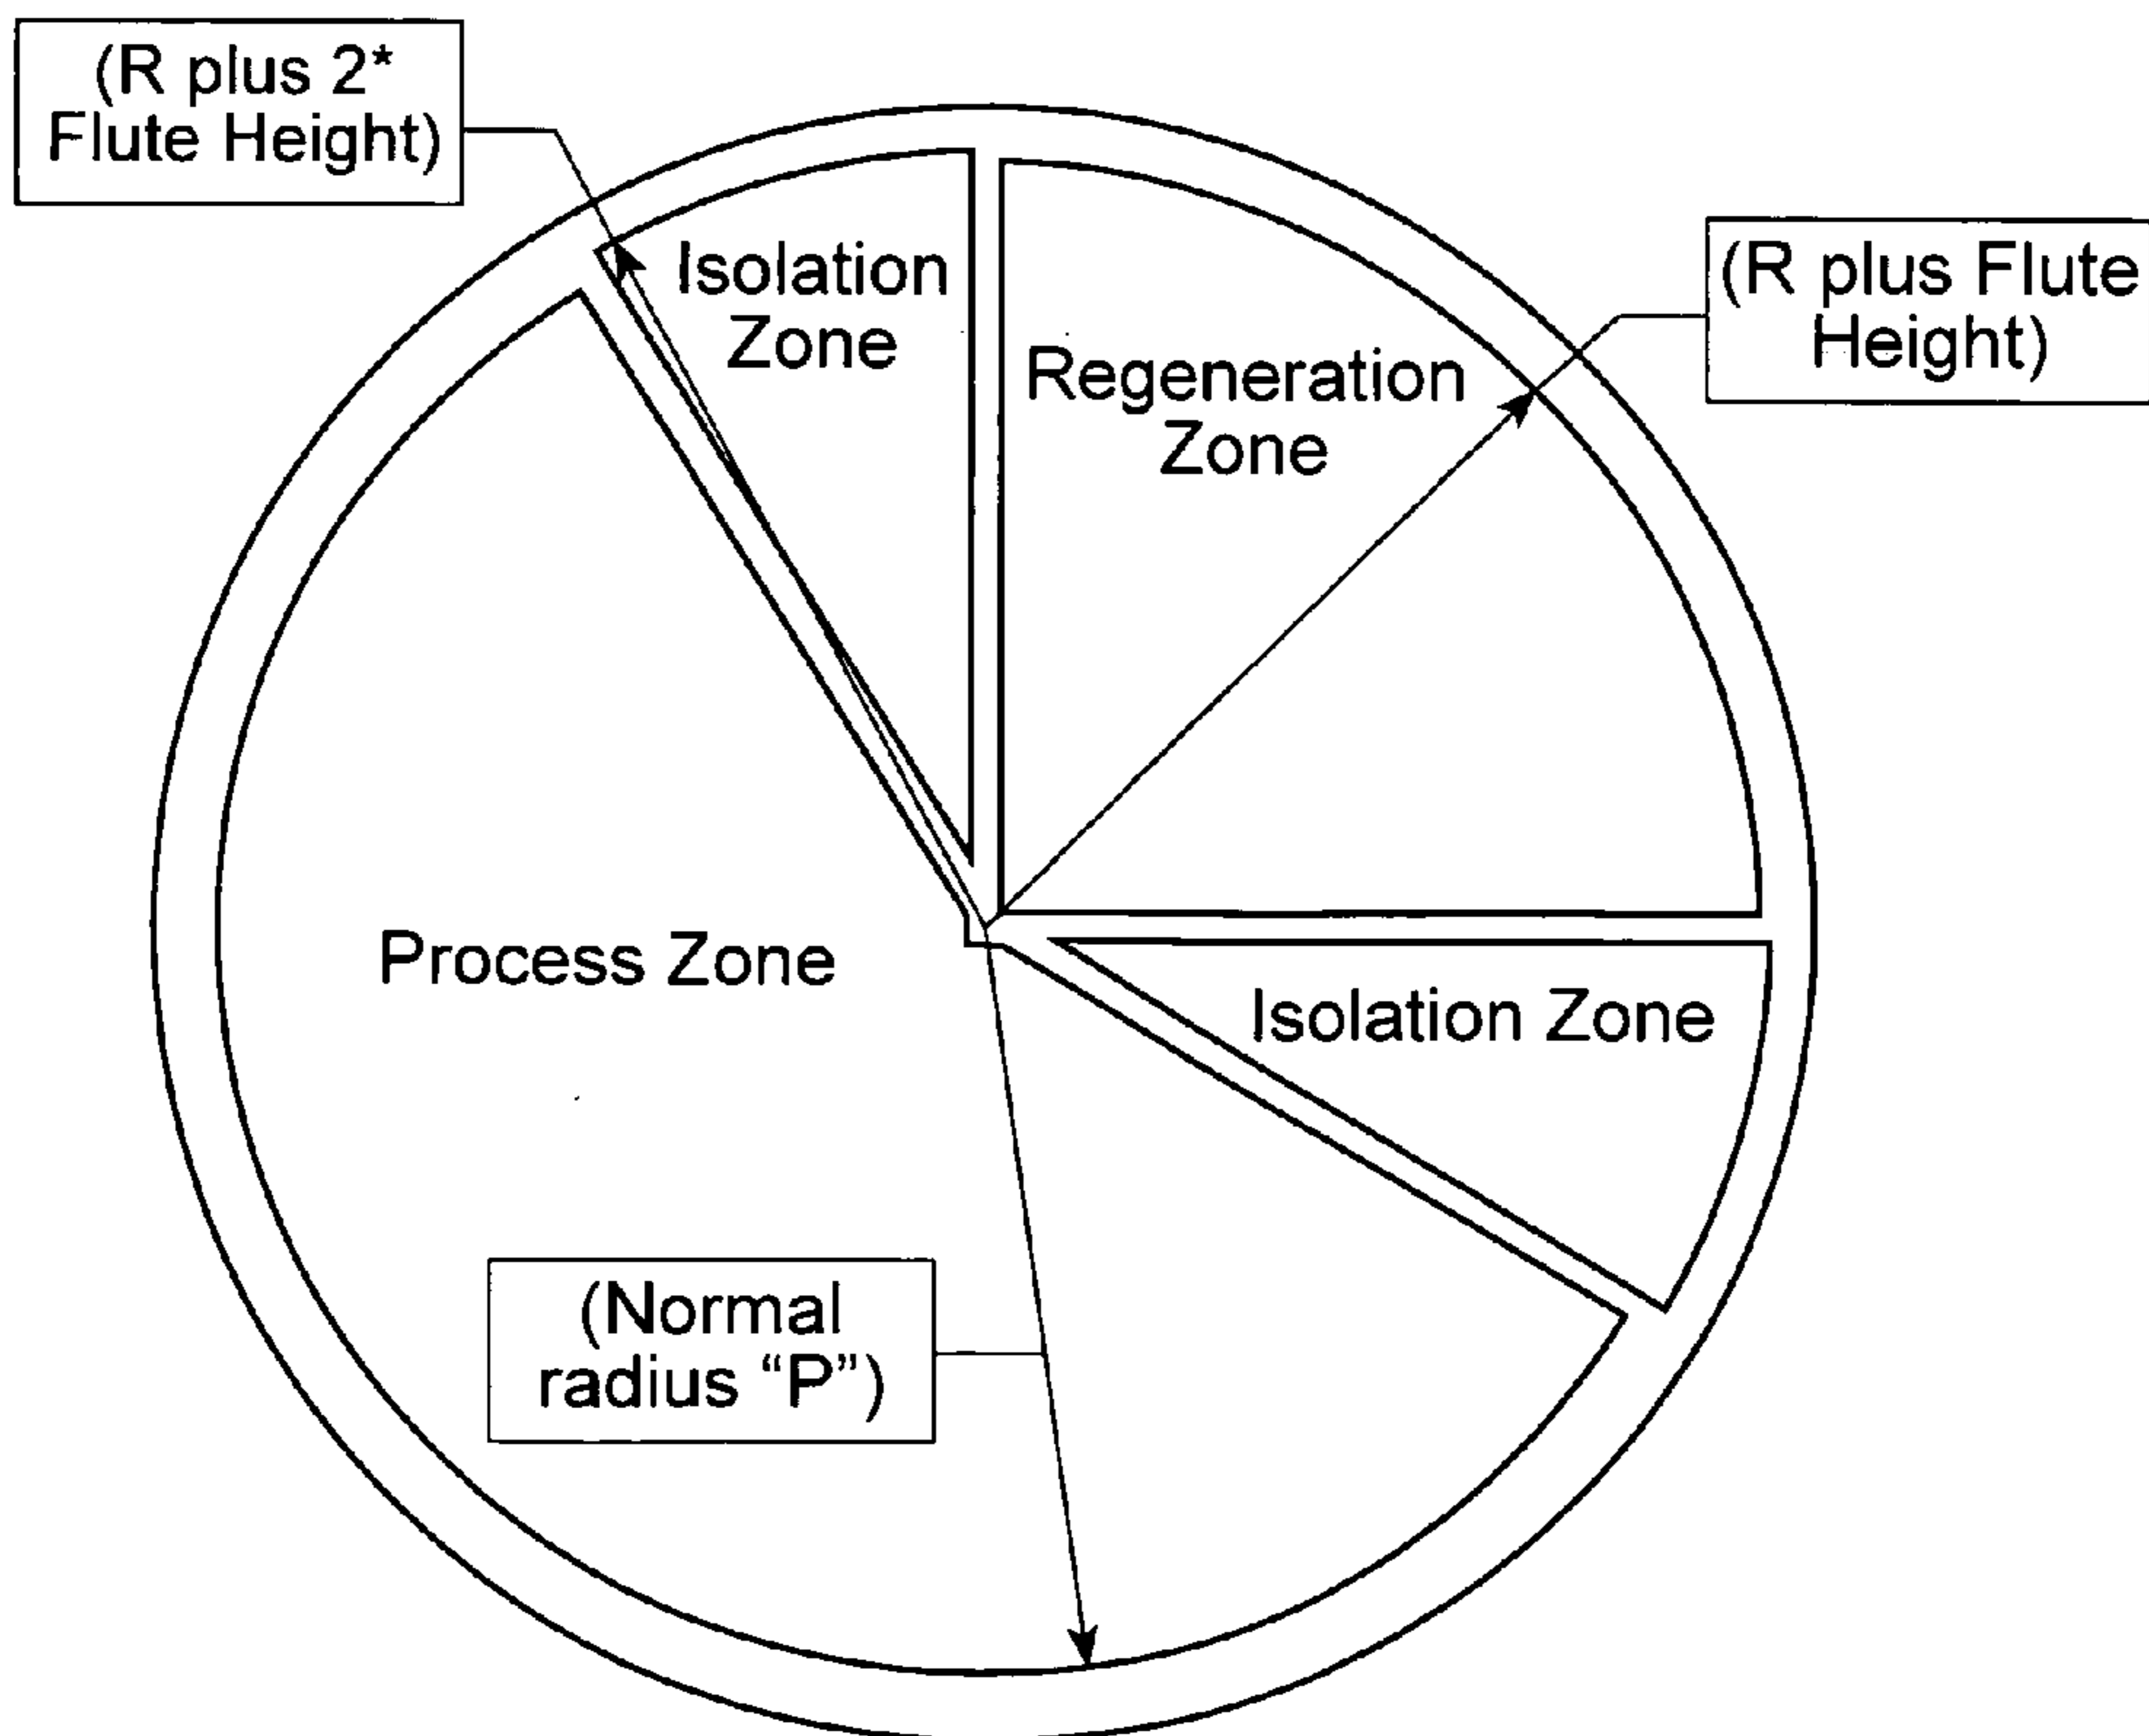 (R plus 2*
Flute Height)
Isolation
Zone
(R plus Flute
Height)
Regeneration
Zone
Process Zone
Isolation Zone
(Normal
radius “P”)